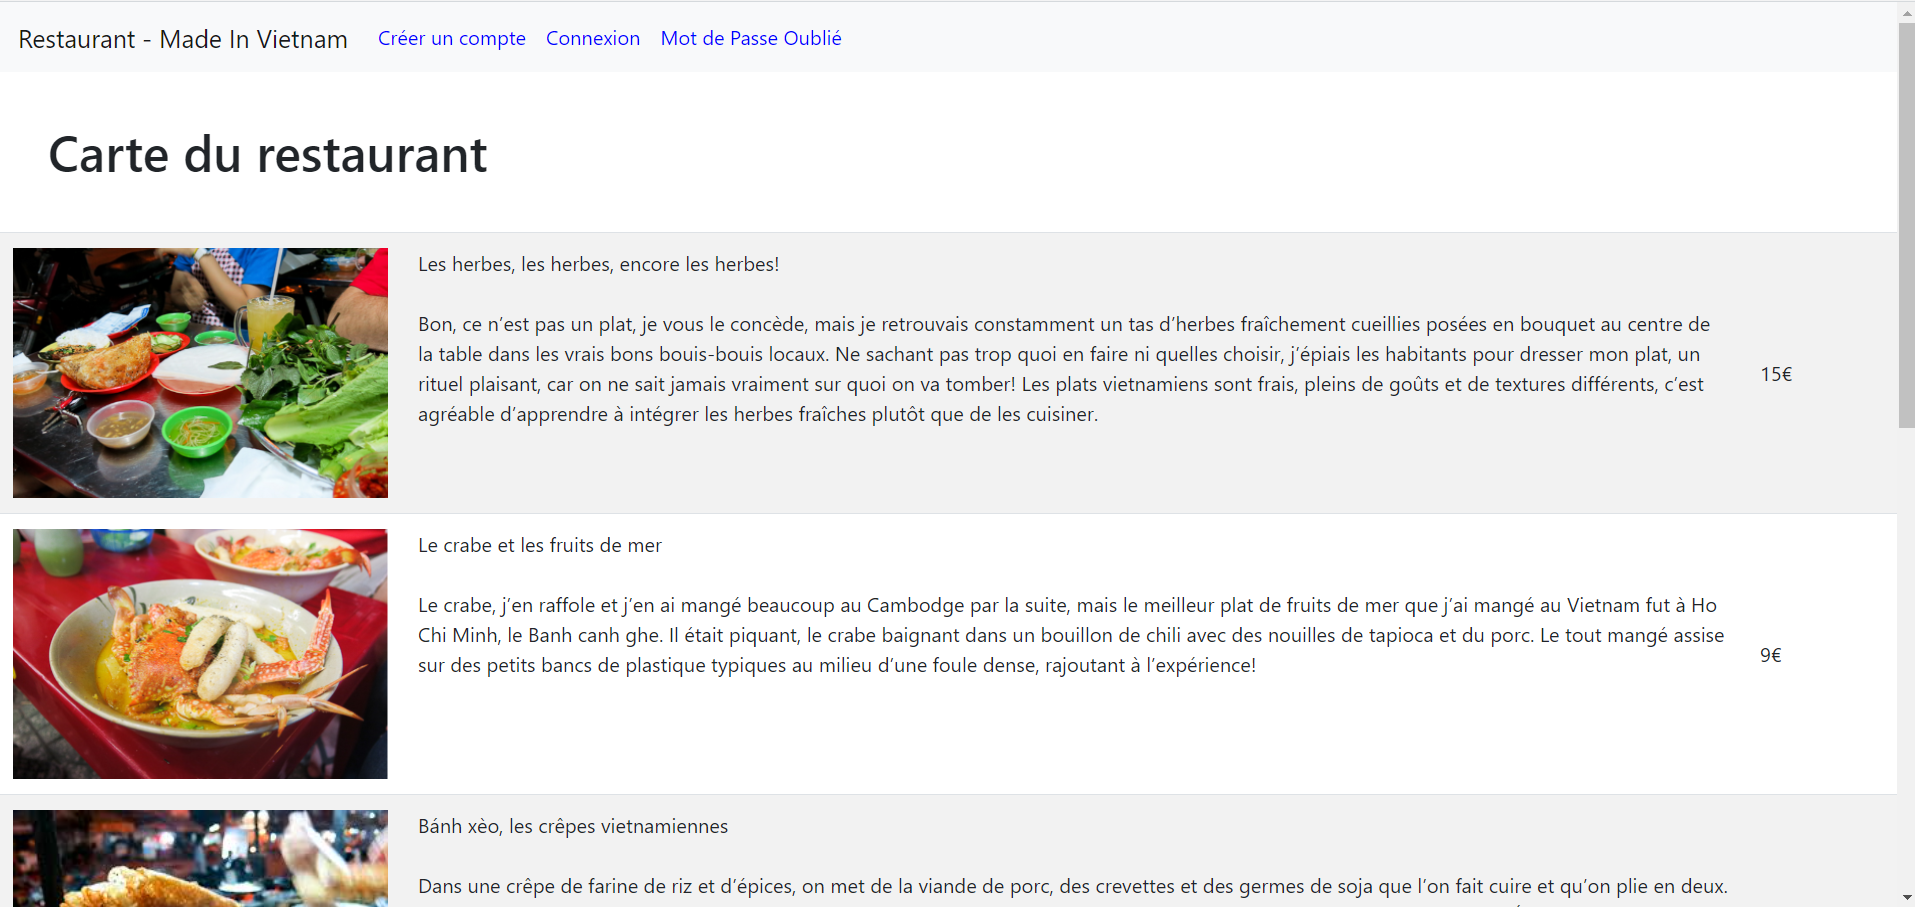 Restaurant - Made In Vietnam Créer un compte Connexion Mot de Passe Oublié
Carte du restaurant
Les herbes, les herbes, encore les herbes!
Bon, ce n’est pas un plat, je vous le concède, mais je retrouvais constamment un tas d’herbes fraîchement cueillies posées en bouquet au centre de
la table dans les vrais bons bouis-bouis locaux. Ne sachant pas trop quoi en faire ni quelles choisir, j’épiais les habitants pour dresser mon plat, un
rituel plaisant, car on ne sait jamais vraiment sur quoi on va tomber! Les plats vietnamiens sont frais, pleins de goûts et de textures différents, c’est
agréable d’apprendre à intégrer les herbes fraîches plutôt que de les cuisiner.
15€
Le crabe et les fruits de mer
Le crabe, j’en raffole et j’en ai mangé beaucoup au Cambodge par la suite, mais le meilleur plat de fruits de mer que j’ai mangé au Vietnam fut à Ho
Chi Minh, le Banh canh ghe. Il était piquant, le crabe baignant dans un bouillon de chili avec des nouilles de tapioca et du porc. Le tout mangé assise
sur des petits bancs de plastique typiques au milieu d’une foule dense, rajoutant à l’expérience!
9€
Bánh xèo, les crêpes vietnamiennes
Dans une crêpe de farine de riz et d’épices, on met de la viande de porc, des crevettes et des germes de soja que l’on fait cuire et qu’on plie en deux.